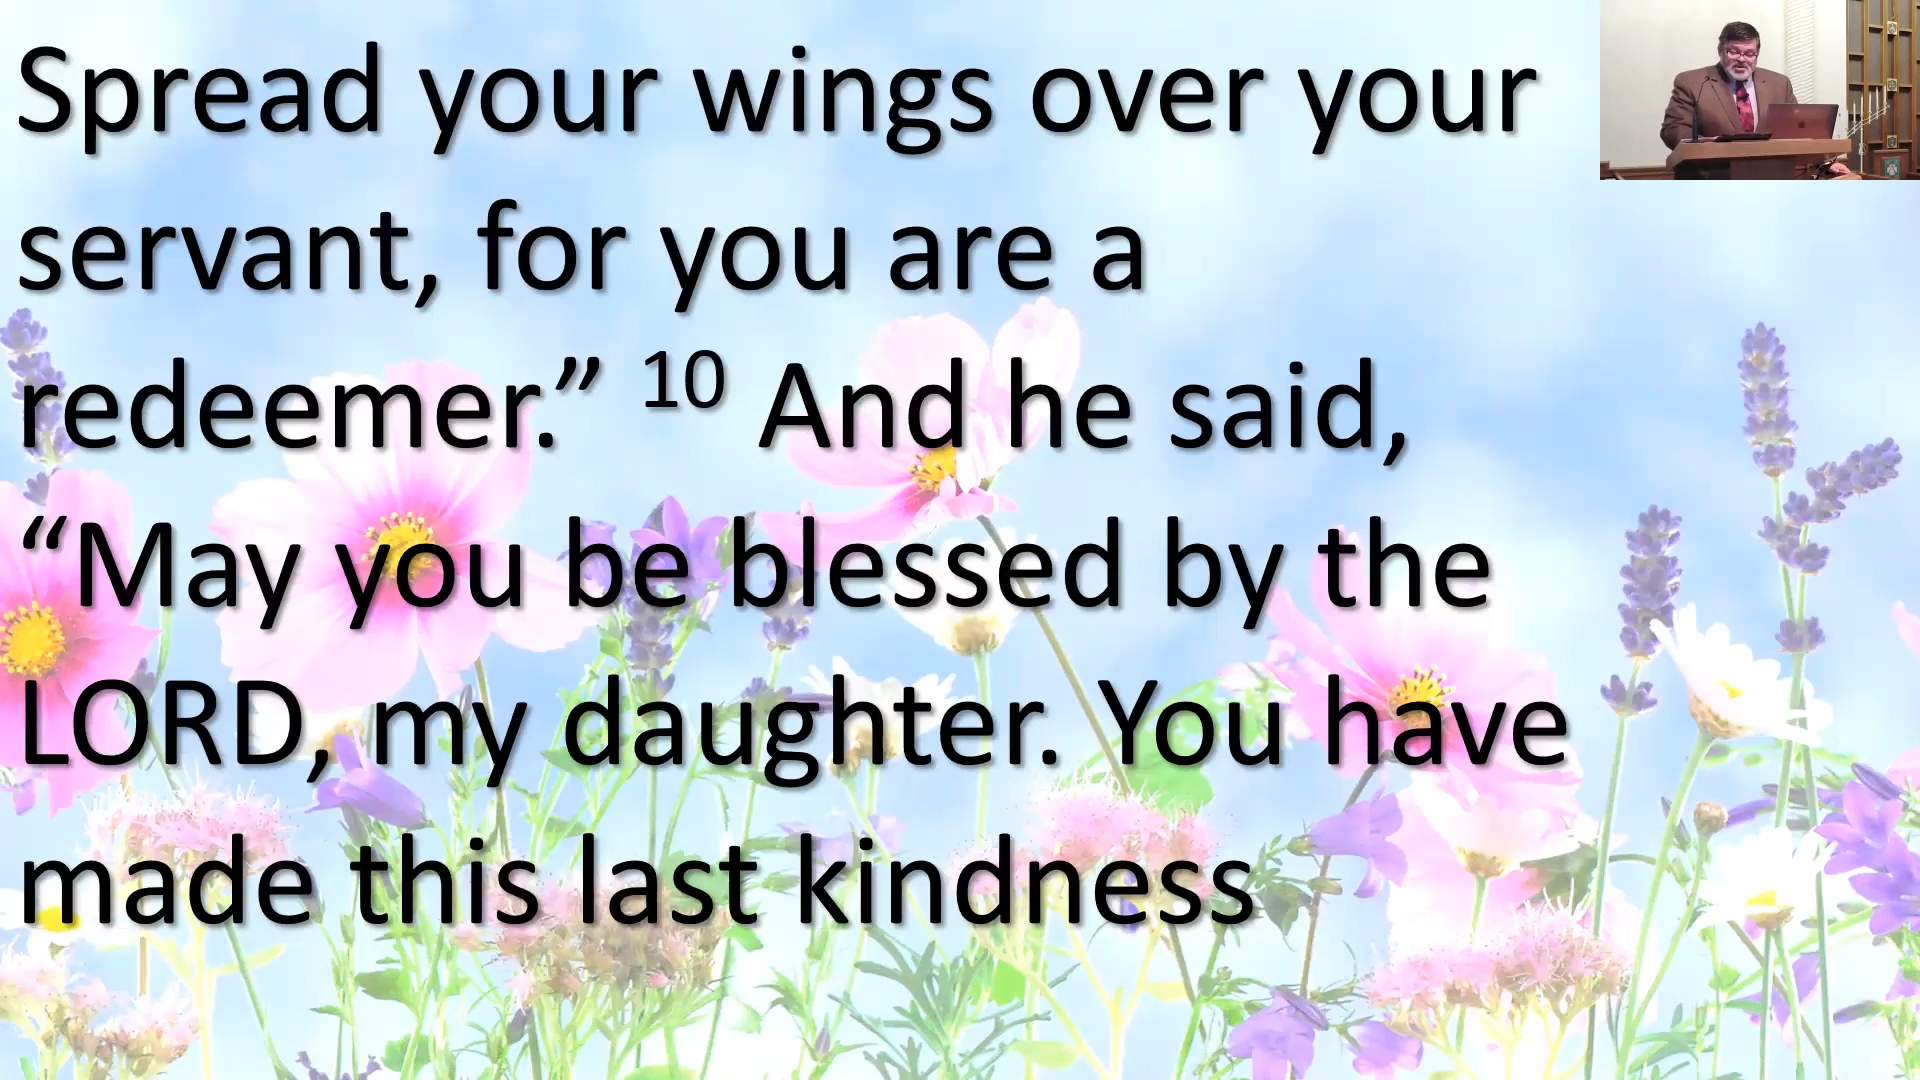 Spread your wings over your
servant, for you are a
redeemer.” 10 And he said,
“May you be blessed by the
LORD, my daughter. You have
made this last kindness